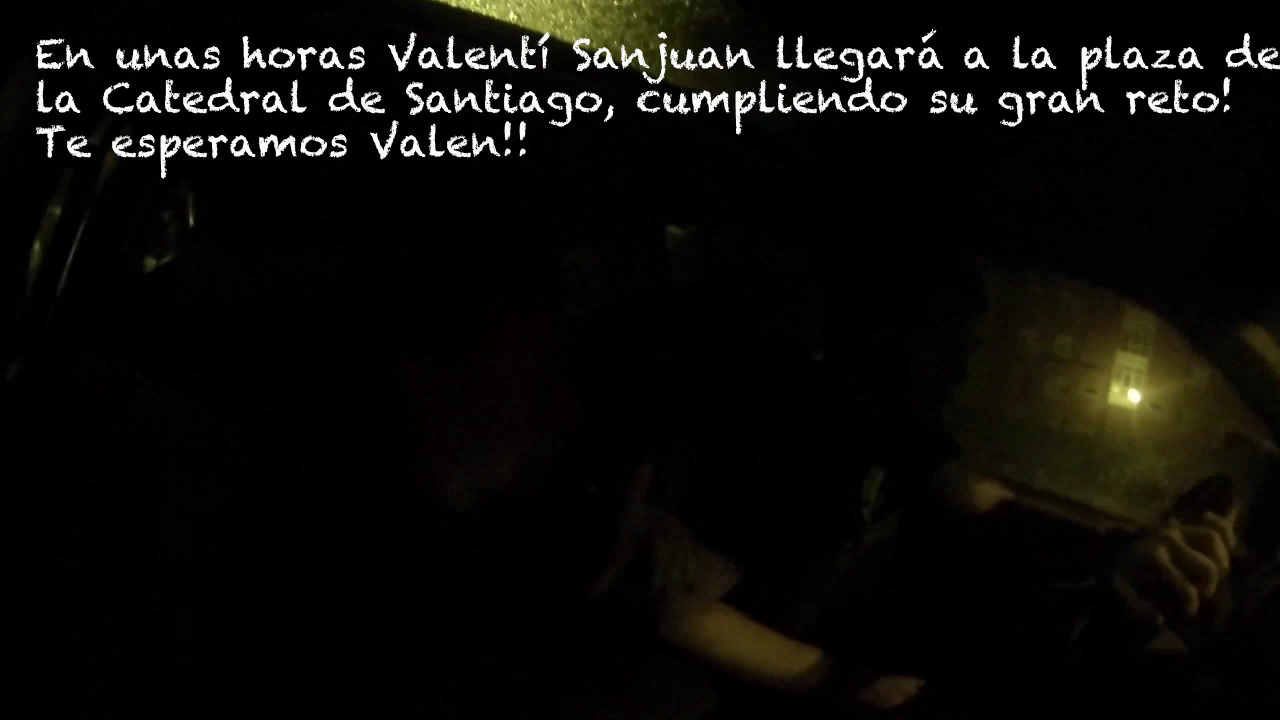 En unas horas Valentí Sanjuan llegará a la plaza de
la Catedral de Santiago, cumpliendo su gran reto!
Te esperamos Valen!!